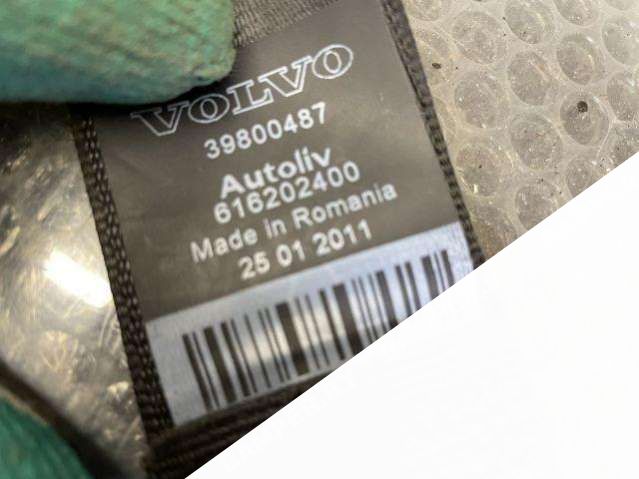 VOLVO
39800487
Autoliv
616202400
Made in Romania
25 01 2011